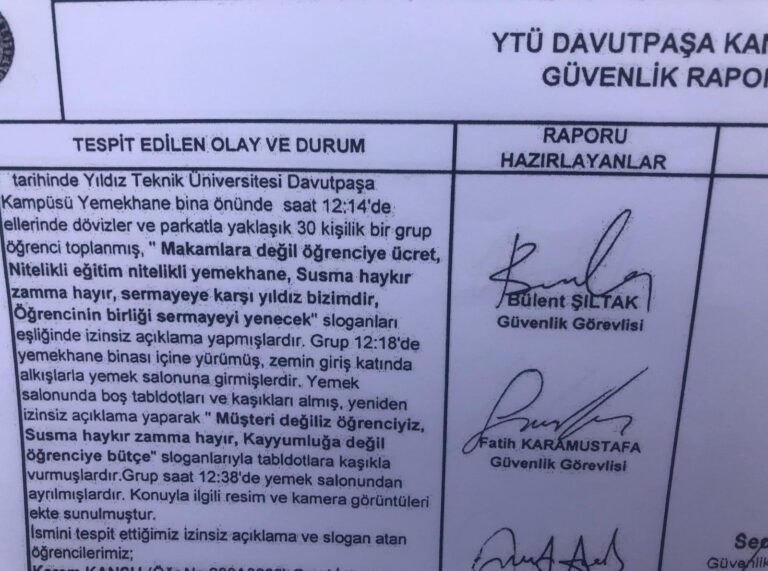 YTÜ DAVUTPAŞA
GÜVENLİK
TESPİT EDİLEN OLAY VE DURUM
RAPORU
HAZIRLAYANLAR
tarihinde Yıldız Teknik Üniversitesi Davutpaşa
Kampüsü Yemekhane bina önünde saat 12:14'de
ellerinde dövizler ve parkatla yaklaşık 30 kişilik bir grup
öğrenci toplanmış, " Makamlara değil öğrenciye ücret,
Nitelikli eğitim nitelikli yemekhane, Susma haykır
zamma hayır, sermayeye karşı yıldız bizimdir,
Öğrencinin birliği sermayeyi yenecek" sloganları
eşliğinde izinsiz açıklama yapmışlardır. Grup 12:18'de
yemekhane binası içine yürümüş, zemin giriş katında
alkışlarla yemek salonuna girmişlerdir. Yemek
salonunda boş tabldotları ve kaşıkları almış, yeniden
izinsiz açıklama yaparak " Müşteri değiliz öğrenciyiz,
Susma haykır zamma hayır, Kayyumluğa değil
öğrenciye bütçe" sloganlarıyla tabldotlara kaşıkla
vurmuşlardır.Grup saat 12:38'de yemek salonundan
ayrılmışlardır. Konuyla ilgili resim ve kamera görüntüleri
ekte sunulmuştur.
İsmini tespit ettiğimiz izinsiz açıklama ve slogan atan
öğrencilerimiz;
Bülent ŞILTAK
Güvenlik Görevlisi
Fatih KARAMUSTAFA
Güvenlik Görevlisi
Güvenlik